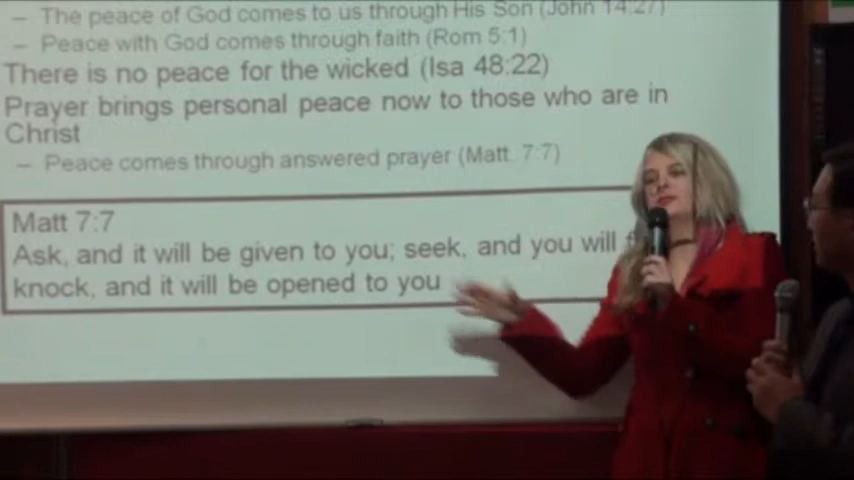 – The peace of God comes to us through His Son (John 14:27)
– Peace with God comes through faith (Rom 5:1)
There is no peace for the wicked (Isa 48:22)
Prayer brings personal peace now to those who are in
Christ
– Peace comes through answered prayer (Matt. 7:7)
Matt 7:7
Ask, and it will be given to you; seek, and you will
knock, and it will be opened to you